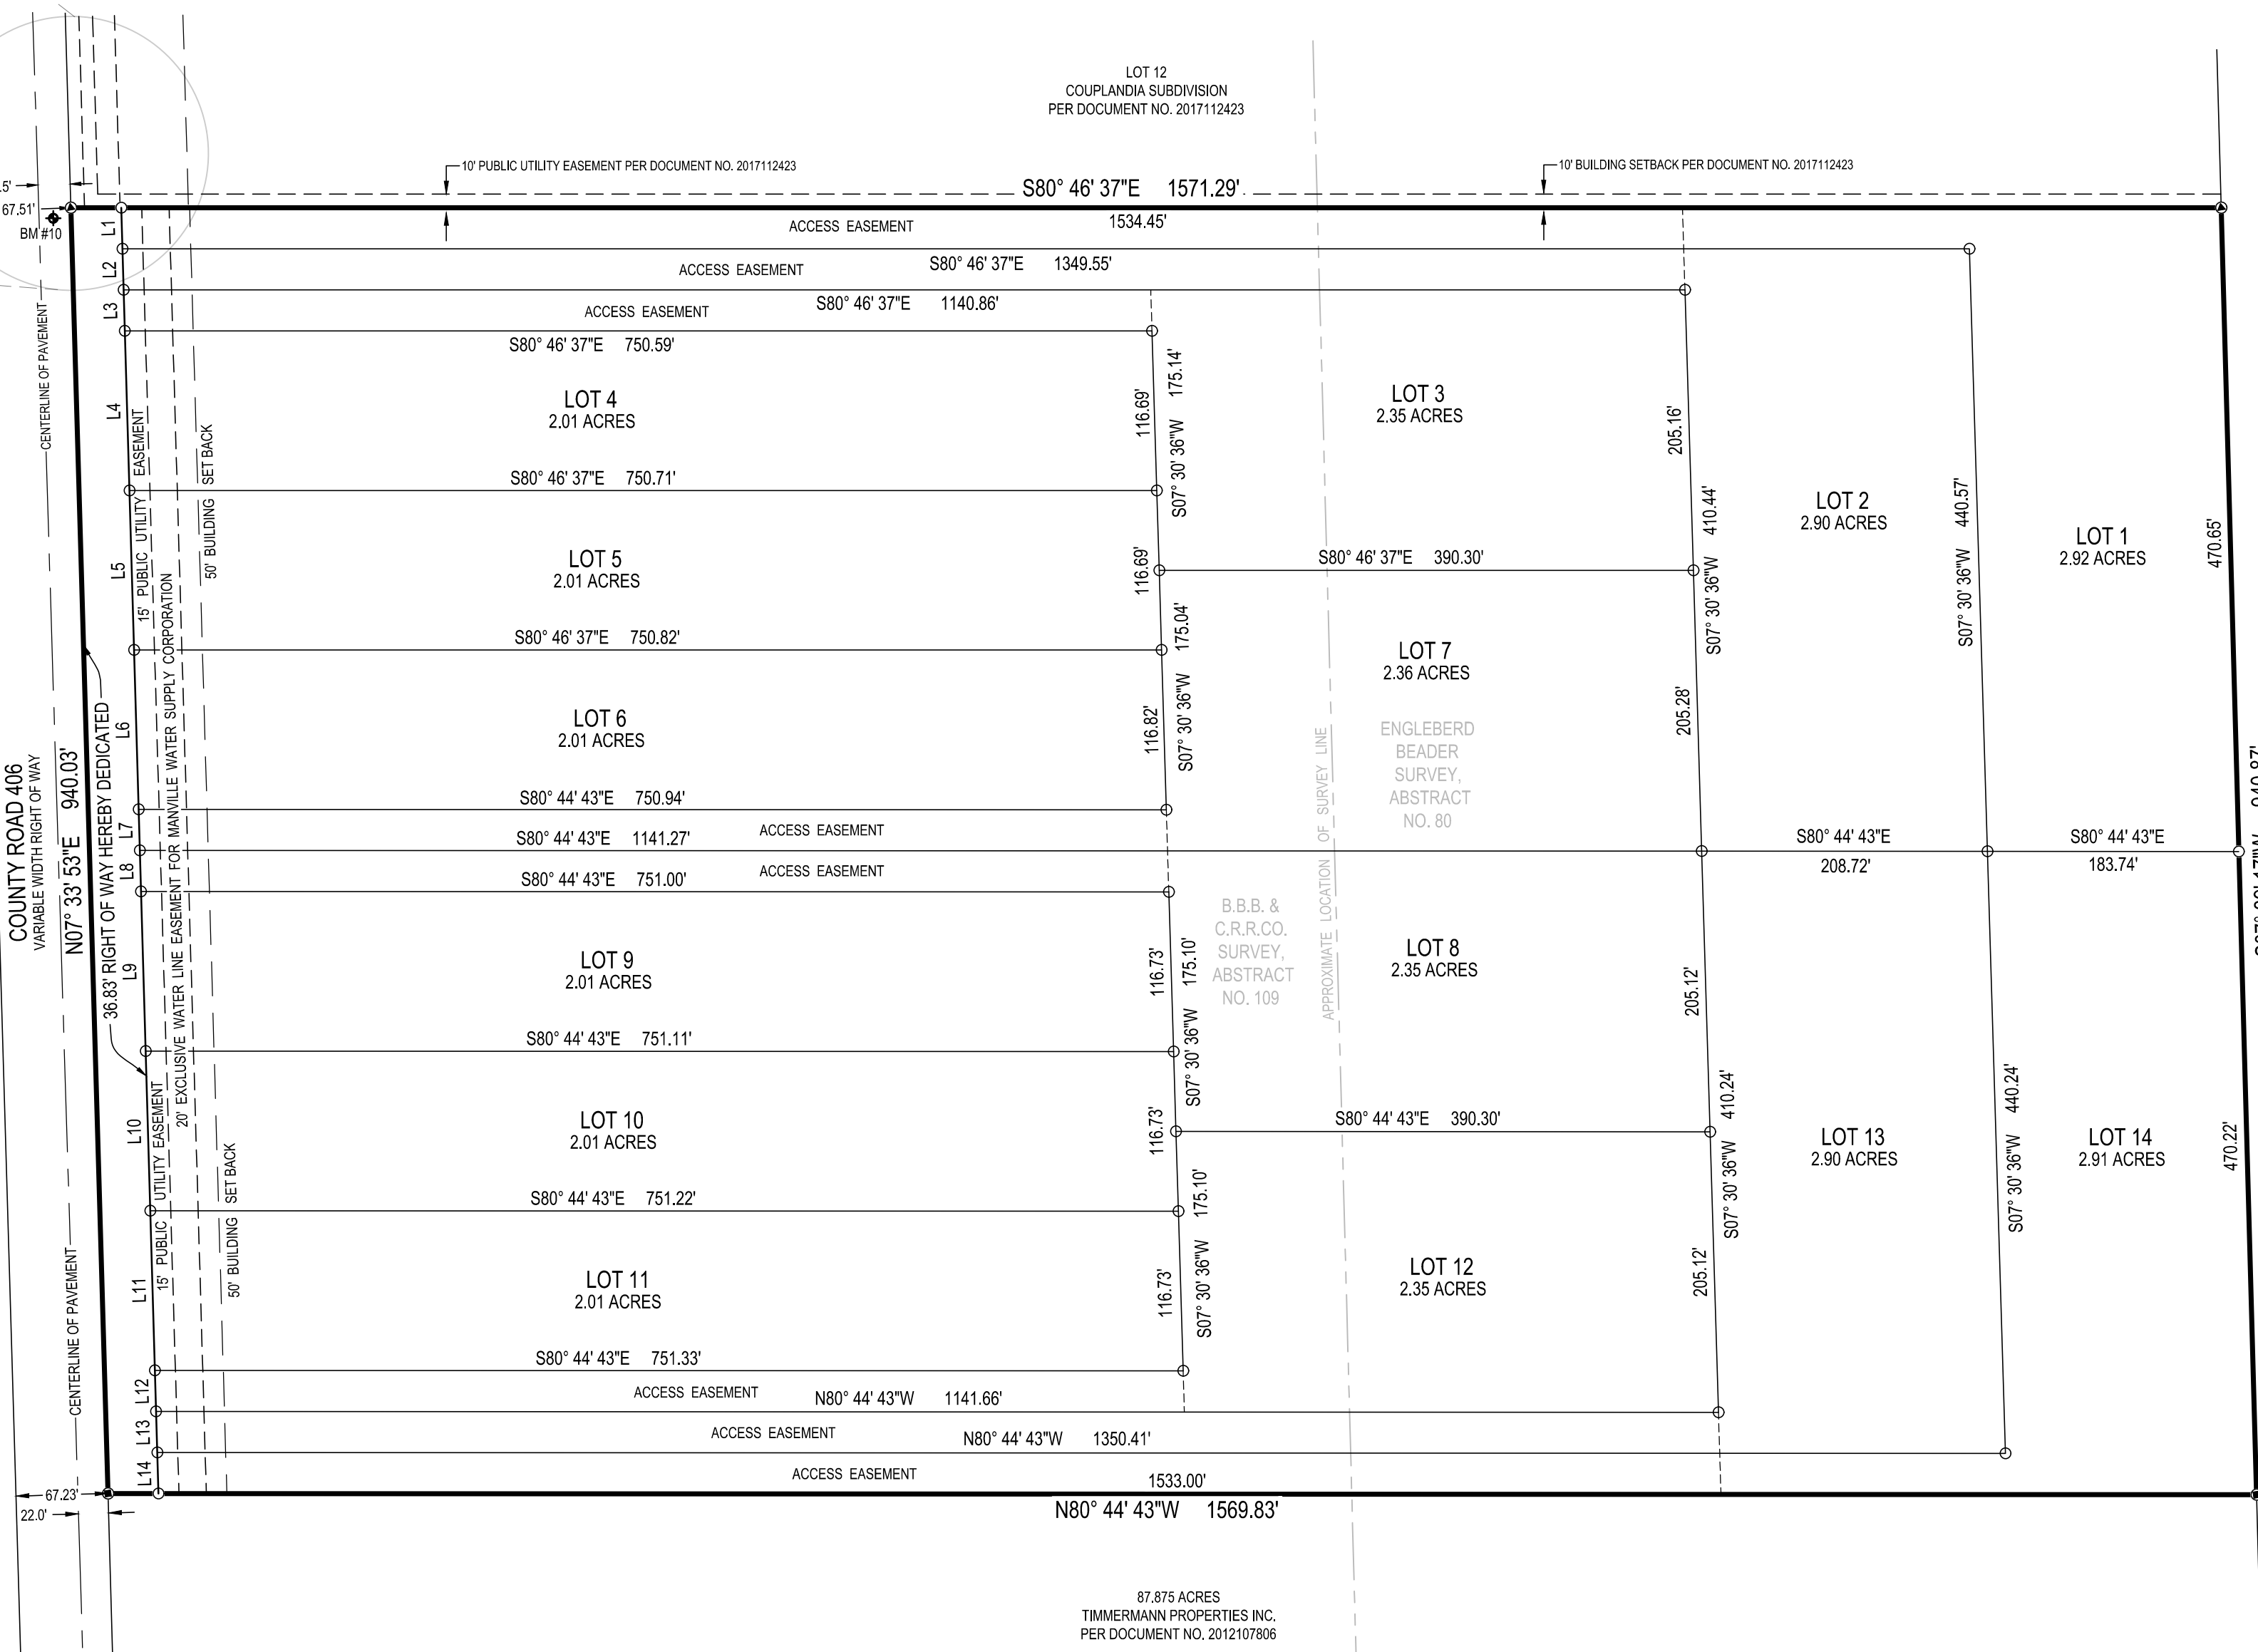 LOT 12
COUPLANDIA SUBDIVISION
PER DOCUMENT NO. 2017112423
10' PUBLIC UTILITY EASEMENT PER DOCUMENT NO. 2017112423
10' BUILDING SETBACK PER DOCUMENT NO. 2017112423
S80° 46' 37"E 1571.29'
.5'
67.51'
BM #10
ACCESS EASEMENT
1534.45'
L1
L2
ACCESS EASEMENT
S80° 46' 37"E 1349.55'
L3
ACCESS EASEMENT
S80° 46' 37"E 1140.86'
S80° 46' 37"E 750.59'
CENTERLINE OF PAVEMENT
L4
LOT 4
2.01 ACRES
116.69'
S07° 30' 36"W 175.14'
LOT 3
2.35 ACRES
205.16'
S80° 46' 37"E 750.71'
15' PUBLIC UTILITY EASEMENT
50' BUILDING SET BACK
L5
LOT 5
2.01 ACRES
116.69'
S80° 46' 37"E 390.30'
S07° 30' 36"W 410.44'
LOT 2
2.90 ACRES
S07° 30' 36"W 440.57'
LOT 1
2.92 ACRES
470.65'
S80° 46' 37"E 750.82'
S07° 30' 36"W 175.04'
LOT 7
2.36 ACRES
205.28'
L6
LOT 6
2.01 ACRES
116.82'
ENGLEBERD
BEADER
SURVEY,
ABSTRACT
NO. 80
COUNTY ROAD 406
VARIABLE WIDTH RIGHT OF WAY
N07° 33' 53"E 940.03'
36.83' RIGHT OF WAY HEREBY DEDICATED
20' EXCLUSIVE WATER LINE EASEMENT FOR MANVILLE WATER SUPPLY CORPORATION
S80° 44' 43"E 750.94'
L7
ACCESS EASEMENT
S80° 44' 43"E 1141.27'
S80° 44' 43"E
208.72'
S80° 44' 43"E
183.74'
940.87'
L8
ACCESS EASEMENT
S80° 44' 43"E 751.00'
APPROXIMATE LOCATION OF SURVEY LINE
B.B.B. &
C.R.R.CO.
SURVEY,
ABSTRACT
NO. 109
L9
LOT 9
2.01 ACRES
116.73'
S07° 30' 36"W 175.10'
LOT 8
2.35 ACRES
205.12'
S80° 44' 43"E 751.11'
L10
LOT 10
2.01 ACRES
116.73'
S80° 44' 43"E 390.30'
S07° 30' 36"W 410.24'
LOT 13
2.90 ACRES
S07° 30' 36"W 440.24'
LOT 14
2.91 ACRES
470.22'
S80° 44' 43"E 751.22'
15' PUBLIC UTILITY EASEMENT
50' BUILDING SET BACK
L11
LOT 11
2.01 ACRES
116.73'
S07° 30' 36"W 175.10'
LOT 12
2.35 ACRES
205.12'
CENTERLINE OF PAVEMENT
S80° 44' 43"E 751.33'
L12
ACCESS EASEMENT
N80° 44' 43"W 1141.66'
L13
ACCESS EASEMENT
N80° 44' 43"W 1350.41'
L14
ACCESS EASEMENT
1533.00'
67.23'
22.0'
N80° 44' 43"W 1569.83'
87.875 ACRES
TIMMERMANN PROPERTIES INC.
PER DOCUMENT NO. 2012107806